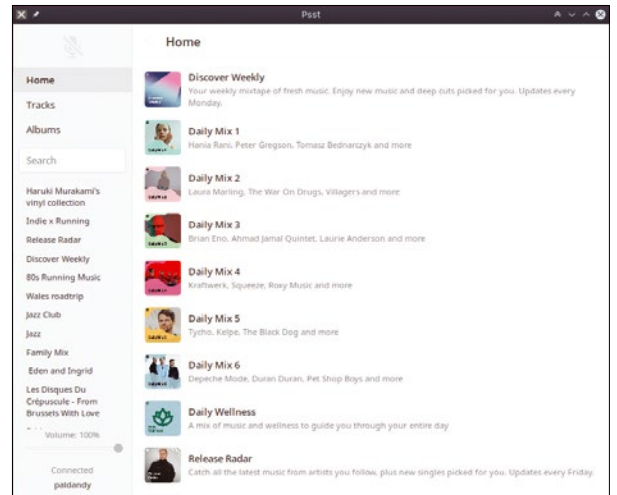 Psst
Home
Tracks
Albums
Search
Haruki Murakami's
vinyl collection
Indie x Running
Release Radar
Discover Weekly
80s Running Music
Wales roadtrip
Jazz Club
Jazz
Family Mix
Eden and Ingrid
Les Disques Du
Crépuscule - From
Brussels With Love
Volume: 100%
Connected
paldandy
Home
Discover Weekly
Your weekly mixtape of fresh music. Enjoy new music and deep cuts picked for you. Updates every
Monday.
Daily Mix 1
Hania Rani, Peter Gregson, Tomasz Bednarczyk and more
Daily Mix 2
Laura Marling, The War On Drugs, Villagers and more
Daily Mix 3
Brian Eno, Ahmad Jamal Quintet, Laurie Anderson and more
Daily Mix 4
Kraftwerk, Squeeze, Roxy Music and more
Daily Mix 5
Tycho, Kelpe, The Black Dog and more
Daily Mix 6
Depeche Mode, Duran Duran, Pet Shop Boys and more
Daily Wellness
A mix of music and wellness to guide you through your entire day
Release Radar
Catch all the latest music from artists you follow, plus new singles picked for you. Updates every Friday.